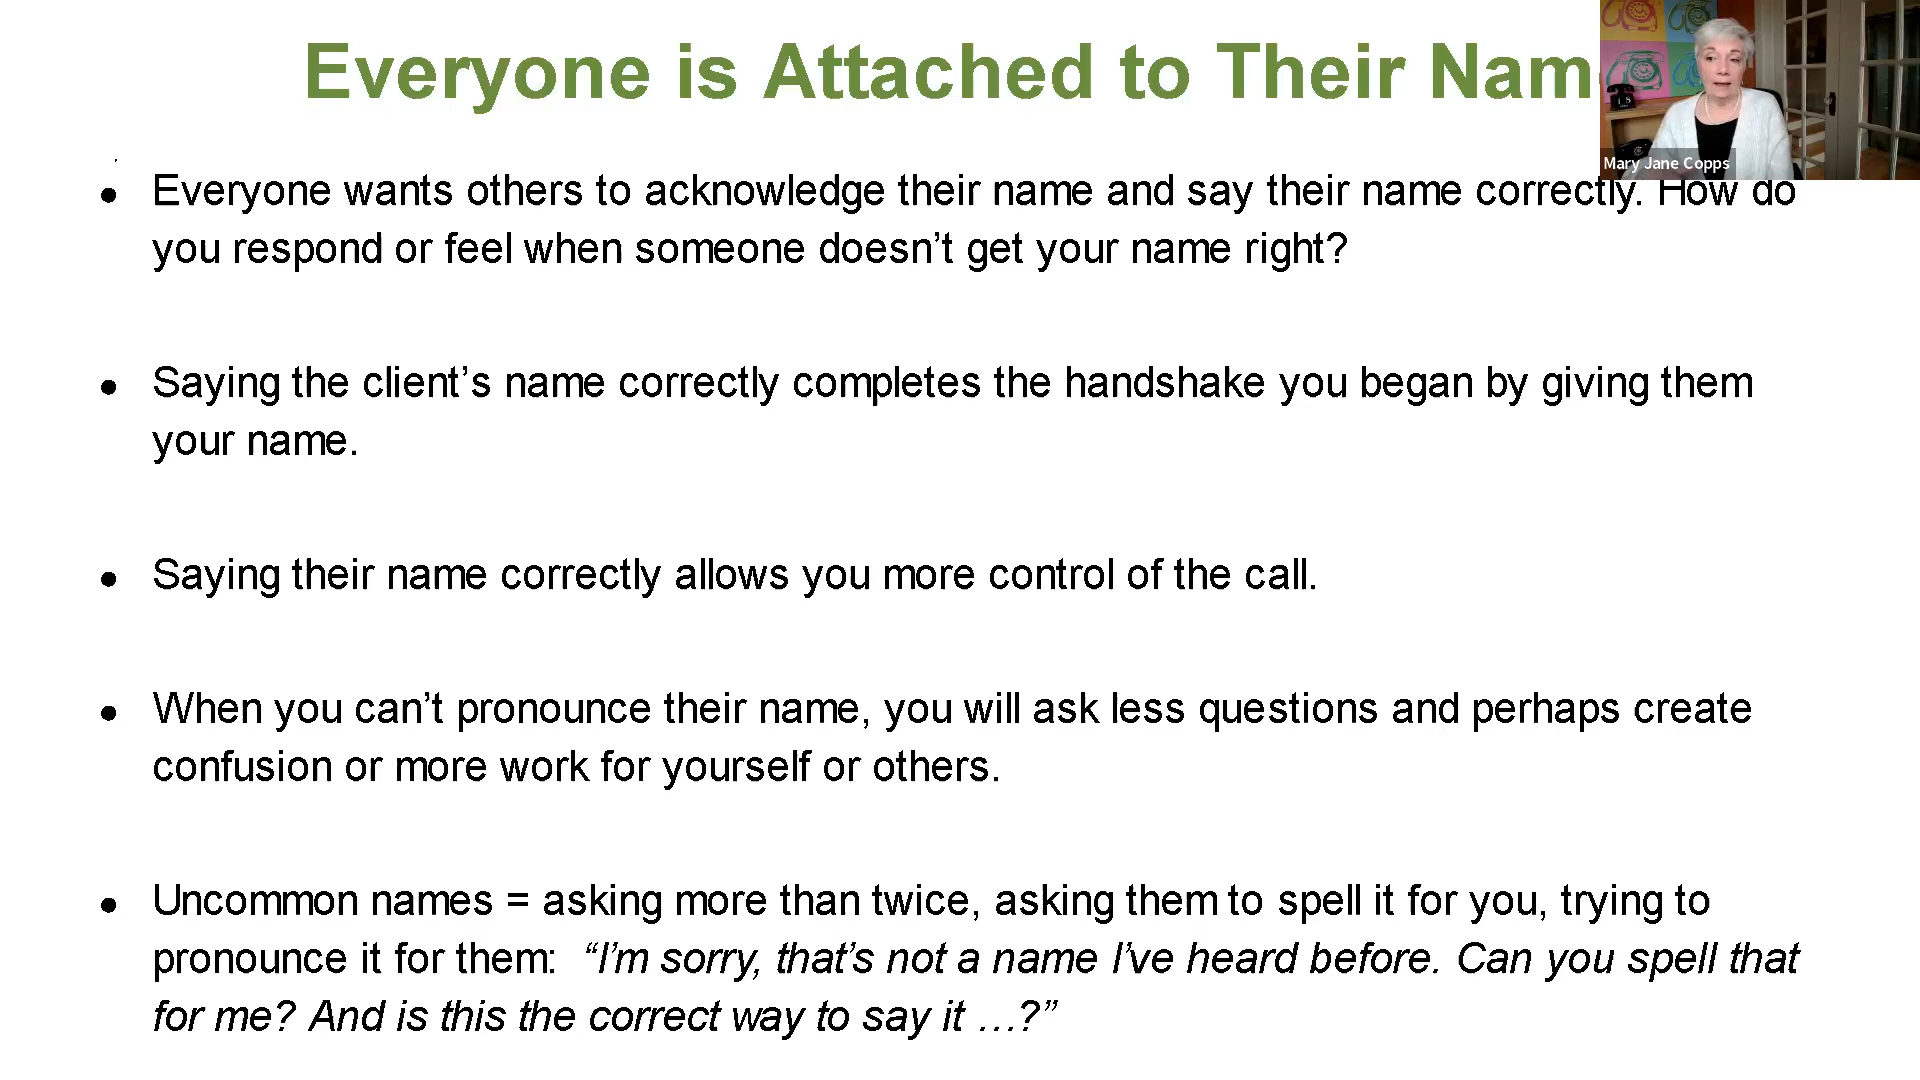 Everyone is Attached to Their Nam
Mary Jane Copps
● Everyone wants others to acknowledge their name and say their name correctly. How do
you respond or feel when someone doesn’t get your name right?
● Saying the client’s name correctly completes the handshake you began by giving them
your name.
● Saying their name correctly allows you more control of the call.
● When you can’t pronounce their name, you will ask less questions and perhaps create
confusion or more work for yourself or others.
● Uncommon names = asking more than twice, asking them to spell it for you, trying to
pronounce it for them: “I’m sorry, that’s not a name I’ve heard before. Can you spell that
for me? And is this the correct way to say it …?”